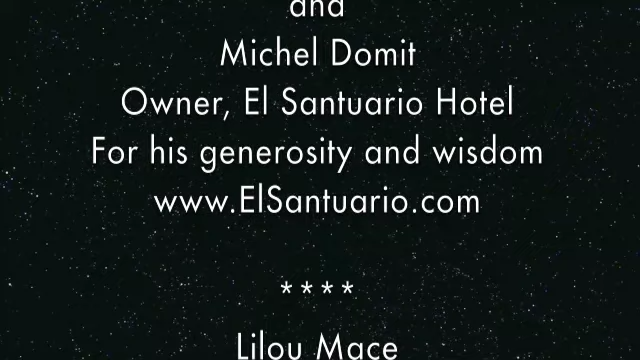 and
Michel Domit
Owner, El Santuario Hotel
For his generosity and wisdom
www.ElSantuario.com
****
Lilou Mace